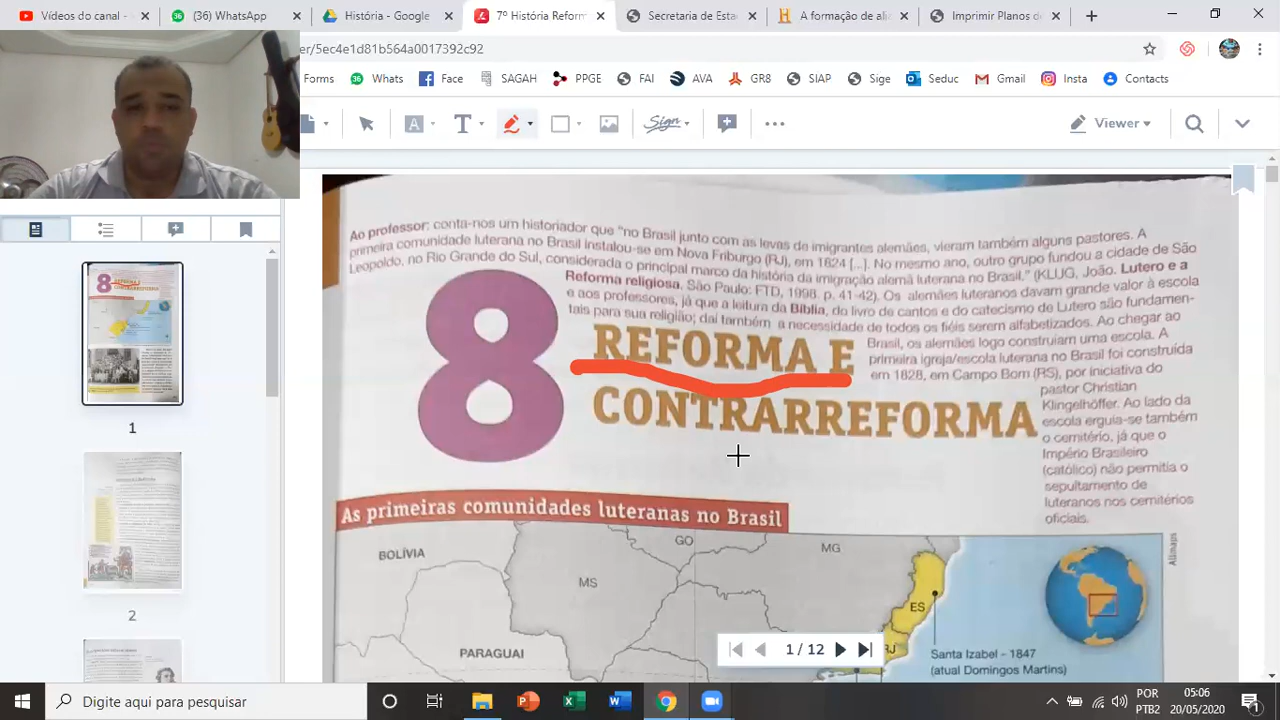 Vídeos do canal
(36) WhatsApp
História - Google
7º História Reform
Secretaria de E
A formação de ali
Imprimir Planos d
er/5ec4e1d81b564a0017392c92
Forms
Whats
Face
SAGAH
PPGE
FAI
AVA
GR8
SIAP
Sige
Seduc
Gmail
Insta
Contacts
Sign
Viewer
Ao professor: conta-nos um historiador que "no Brasil junto com as levas de imigrantes alemães, vieram também alguns pastores. A
primeira comunidade luterana no Brasil instalou-se em Nova Friburgo (RJ), em 1824 [...]. No mesmo ano, outro grupo fundou a cidade de São
Leopoldo, no Rio Grande do Sul, considerada o principal marco da história da imigração alemã luterana no Brasil." (KLUG, João. Lutero e a
Reforma religiosa. São Paulo: FTD, 1998. p. 41-42). Os alemães luteranos davam grande valor à escola
e aos professores, já que a leitura da Bíblia, do livro de cantos e do catecismo de Lutero são fundamen-
tais para sua religião; daí também a necessidade de todos os fiéis serem alfabetizados. Ao chegar ao
Brasil, os alemães logo construíam uma escola. A
primeira igreja/escola luterana no Brasil foi construída
em 1828, em Campo Bom (RS), por iniciativa do
pastor Christian
Klingelhöffer. Ao lado da
escola erguia-se também
o cemitério, já que o
Império Brasileiro
(católico) não permitia o
sepultamento de
luteranos nos cemitérios
oficiais.
8
REFORMA E
CONTRARREFORMA
As primeiras comunidades luteranas no Brasil
BOLÍVIA
GO
MG
MS
ES
RJ
PARAGUAI
Santa Izabel - 1847
(atual Domingos Martins)
Allmaps
1
2
1 / 12
Digite aqui para pesquisar
POR
PTB2
05:06
20/05/2020